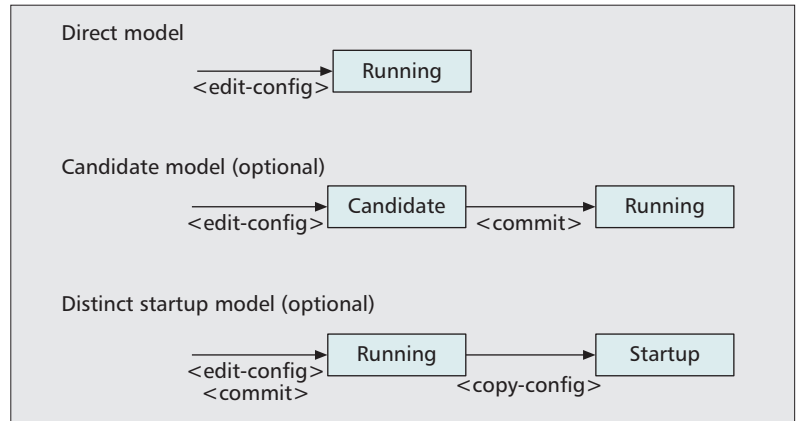 Direct model
<edit-config>
Running
Candidate model (optional)
<edit-config>
Candidate
<commit>
Running
Distinct startup model (optional)
<edit-config>
<commit>
Running
<copy-config>
Startup